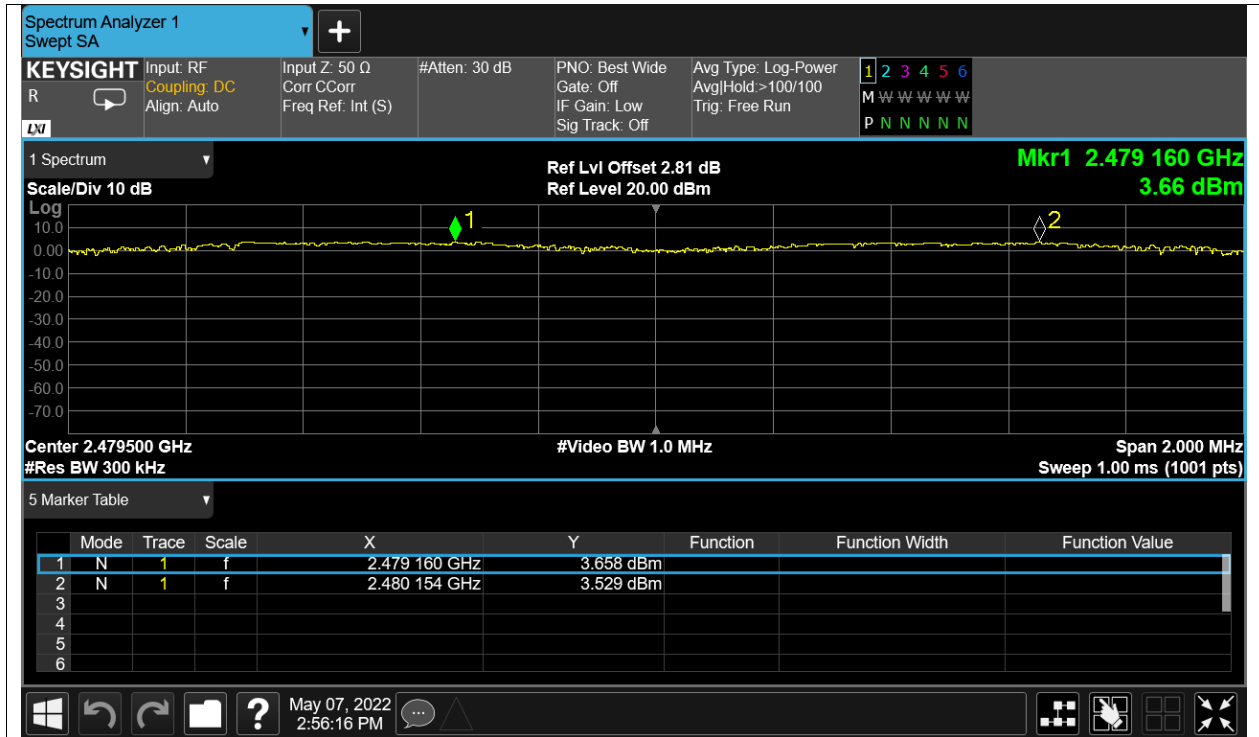 Spectrum Analyzer 1
Swept SA
+
KEYSIGHT Input: RF Input Z: 50 Ω #Atten: 30 dB PNO: Best Wide Avg Type: Log-Power 1 2 3 4 5 6
R Coupling: DC Corr CCorr Gate: Off Avg|Hold:>100/100 M W W W W W
Align: Auto Freq Ref: Int (S) IF Gain: Low Trig: Free Run
LXI Sig Track: Off P N N N N N N
1 Spectrum Ref Lvl Offset 2.81 dB Mkr1 2.479 160 GHz
Scale/Div 10 dB Ref Level 20.00 dBm 3.66 dBm
Log
1 2
10.0
0.00
-10.0
-20.0
-30.0
-40.0
-50.0
-60.0
-70.0
Center 2.479500 GHz #Video BW 1.0 MHz Span 2.000 MHz
#Res BW 300 kHz Sweep 1.00 ms (1001 pts)
5 Marker Table
Mode Trace Scale X Y Function Function Width Function Value
1 N 1 f 2.479 160 GHz 3.658 dBm
2 N 1 f 2.480 154 GHz 3.529 dBm
3
4
5
6
? May 07, 2022
2:56:16 PM